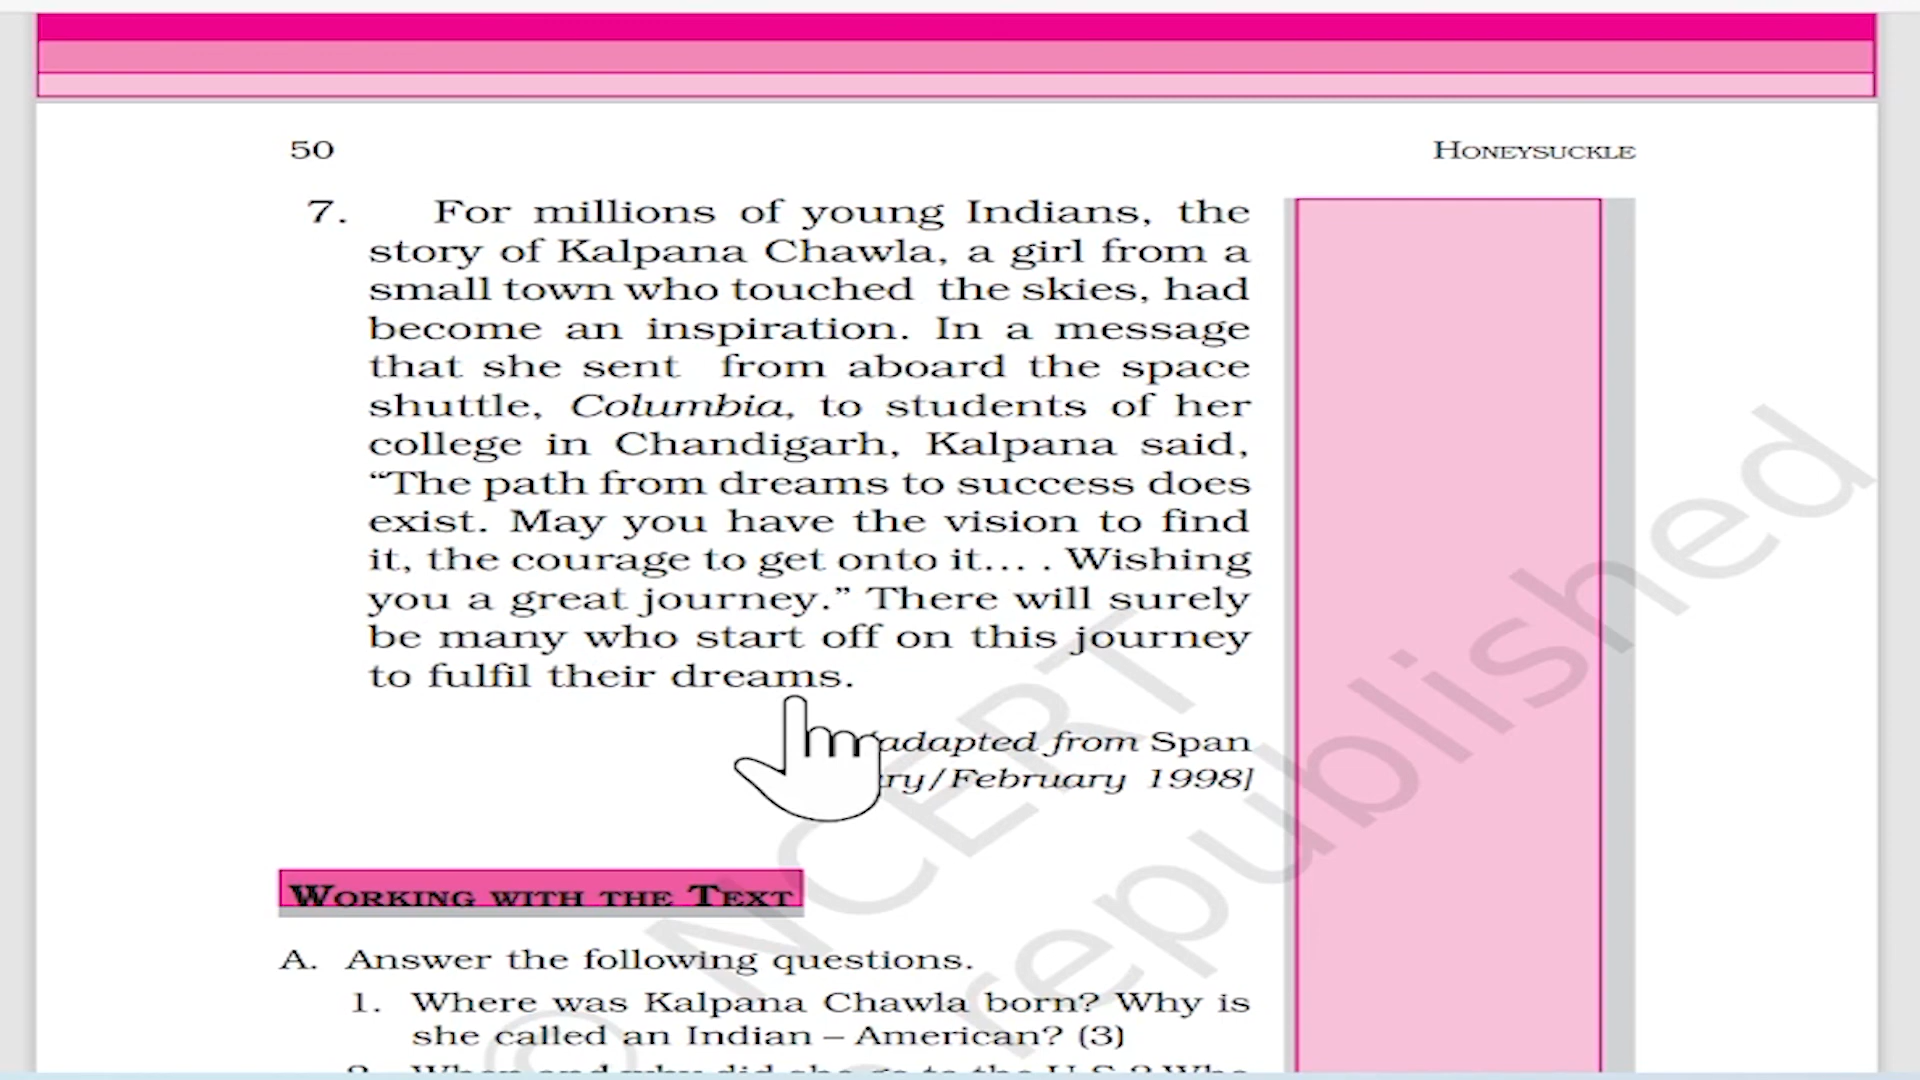 50
HONEYSUCKLE
7. For millions of young Indians, the
story of Kalpana Chawla, a girl from a
small town who touched the skies, had
become an inspiration. In a message
that she sent from aboard the space
shuttle, Columbia, to students of her
college in Chandigarh, Kalpana said,
“The path from dreams to success does
exist. May you have the vision to find
it, the courage to get onto it... . Wishing
you a great journey.” There will surely
be many who start off on this journey
to fulfil their dreams.
adapted from Span
/February 1998]
WORKING WITH THE TEXT
A. Answer the following questions.
1. Where was Kalpana Chawla born? Why is
she called an Indian – American? (3)
© NCERT
republished